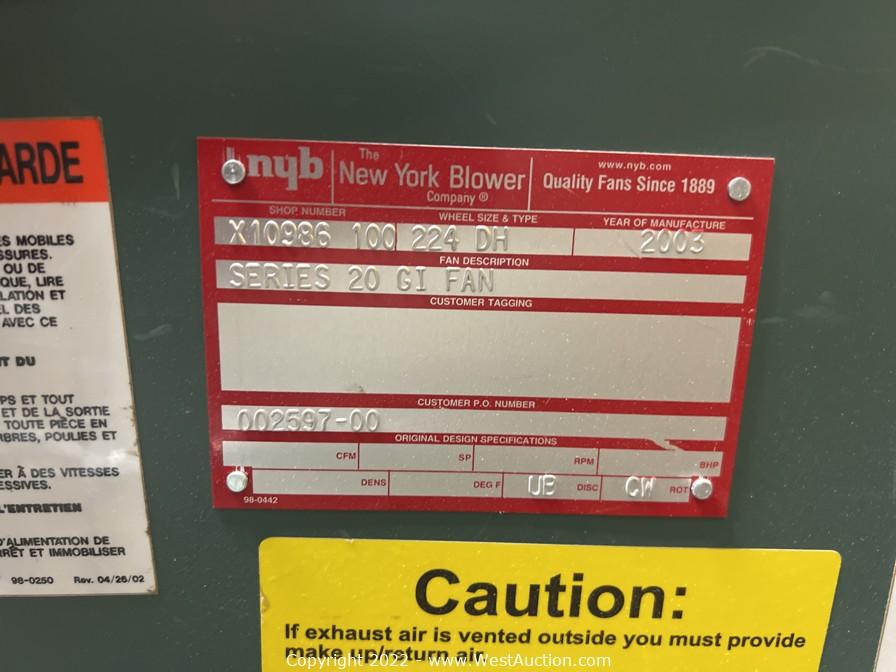 ARDE
ES MOBILES
SSURES.
OU DE
QUE, LIRE
LATION ET
L DES
AVEC CE
T DU
PS ET TOUT
ET DE LA SORTIE
TOUTE PIÈCE EN
RBRES, POULIES ET
ER À DES VITESSES
ESSIVES.
L'ENTRETIEN
D'ALIMENTATION DE
RRÊT ET IMMOBILISER
98-0250 Rev. 04/26/02
nyb The New York Blower Company ®
www.nyb.com
Quality Fans Since 1889
SHOP NUMBER WHEEL SIZE & TYPE YEAR OF MANUFACTURE
X10986 100 224 DH 2003
FAN DESCRIPTION
SERIES 20 GI FAN
CUSTOMER TAGGING
CUSTOMER P.O. NUMBER
002597-00
ORIGINAL DESIGN SPECIFICATIONS
CFM SP RPM BHP
DENS DEG F UB DISC CW ROT
98-0442
Caution:
If exhaust air is vented outside you must provide
make up/return air
Copyright 2022 - www.WestAuction.com